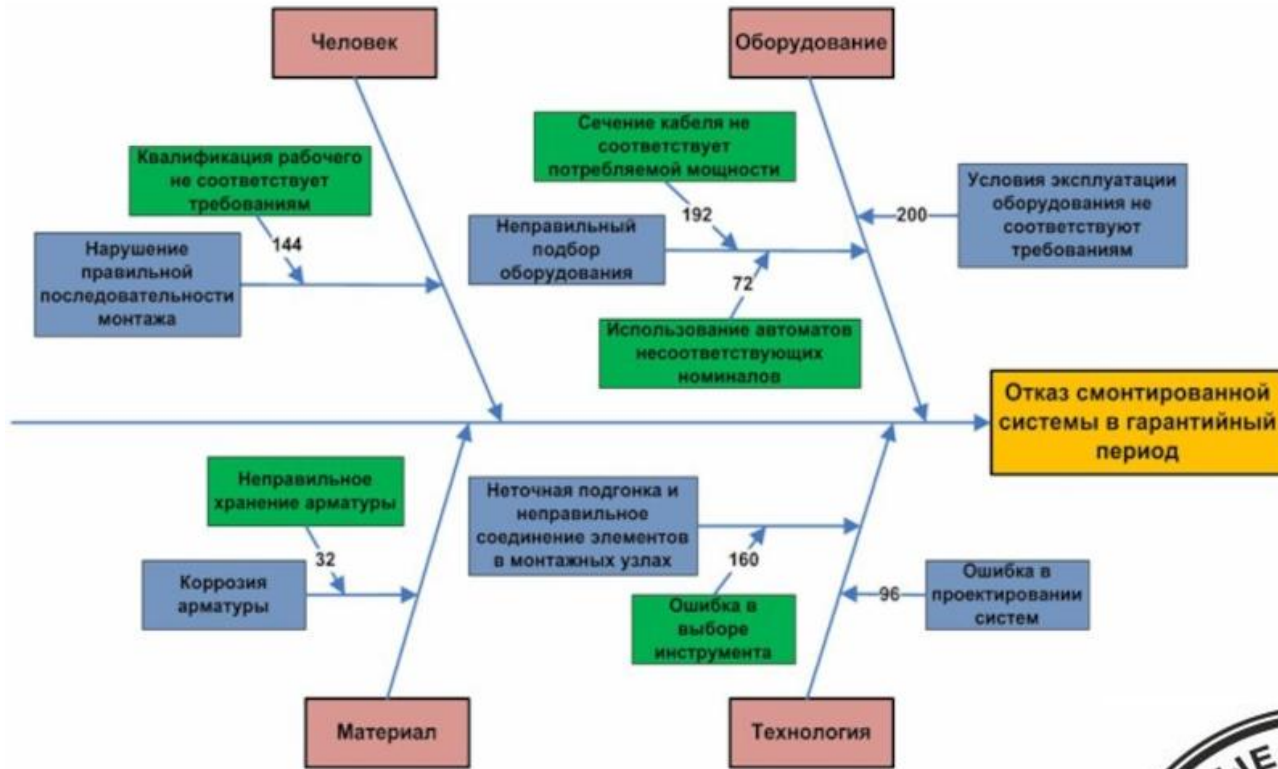 Человек
Оборудование
Квалификация рабочего
не соответствует
требованиям
144
Нарушение
правильной
последовательности
монтажа
Сечение кабеля не
соответствует
потребляемой мощности
192
Неправильный
подбор
оборудования
72
Использование автоматов
несоответствующих
номиналов
200
Условия эксплуатации
оборудования не
соответствуют
требованиям
Отказ смонтированной
системы в гарантийный
период
Неправильное
хранение арматуры
32
Коррозия
арматуры
Неточная подгонка и
неправильное
соединение элементов
в монтажных узлах
160
Ошибка в
выборе
инструмента
96
Ошибка в
проектировании
систем
Материал
Технология